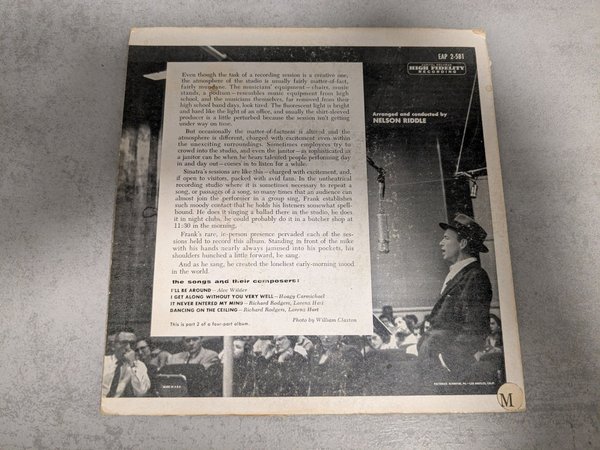 EAP 2-581
HIGH FIDELITY
RECORDING
Arranged and conducted by
NELSON RIDDLE
Even though the task of a recording session is a creative one,
the atmosphere of the studio is usually fairly matter-of-fact,
fairly mundane. The musicians' equipment—chairs, music
stands, a podium—resembles music equipment from high
school, and the musicians themselves, far removed from their
high school band days, look tired. The fluorescent light is bright
and hard like the light of an office, and usually the shirt-sleeved
producer is a little perturbed because the session isn't getting
under way on time.
But occasionally the matter-of-factness is altered and the
atmosphere is different, charged with excitement even within
the unexciting surroundings. Sometimes employees try to
crowd into the studio, and even the janitor—as sophisticated as
a janitor can be when he hears talented people performing day
in and day out—comes in to listen for a while.
Sinatra's sessions are like this—charged with excitement, and,
if open to visitors, packed with avid fans. In the untheatrical
recording studio where it is sometimes necessary to repeat a
song, or passages of a song, so many times that an audience can
almost join the performer in a group sing, Frank establishes
such moody contact that he holds his listeners somewhat spell-
bound. He does it singing a ballad there in the studio, he does
it in night clubs, he could probably do it in a butcher shop at
11:30 in the morning.
Frank's rare, in-person presence pervaded each of the ses-
sions held to record this album. Standing in front of the mike
with his hands nearly always jammed into his pockets, his
shoulders hunched a little forward, he sang.
And as he sang, he created the loneliest early-morning mood
in the world.
the songs and their composers:
I'LL BE AROUND—Alec Wilder
I GET ALONG WITHOUT YOU VERY WELL—Hoagy Carmichael
IT NEVER ENTERED MY MIND—Richard Rodgers, Lorenz Hart
DANCING ON THE CEILING—Richard Rodgers, Lorenz Hart
Photo by William Claxton
This is part 2 of a four-part album.
MADE IN U.S.A.
M